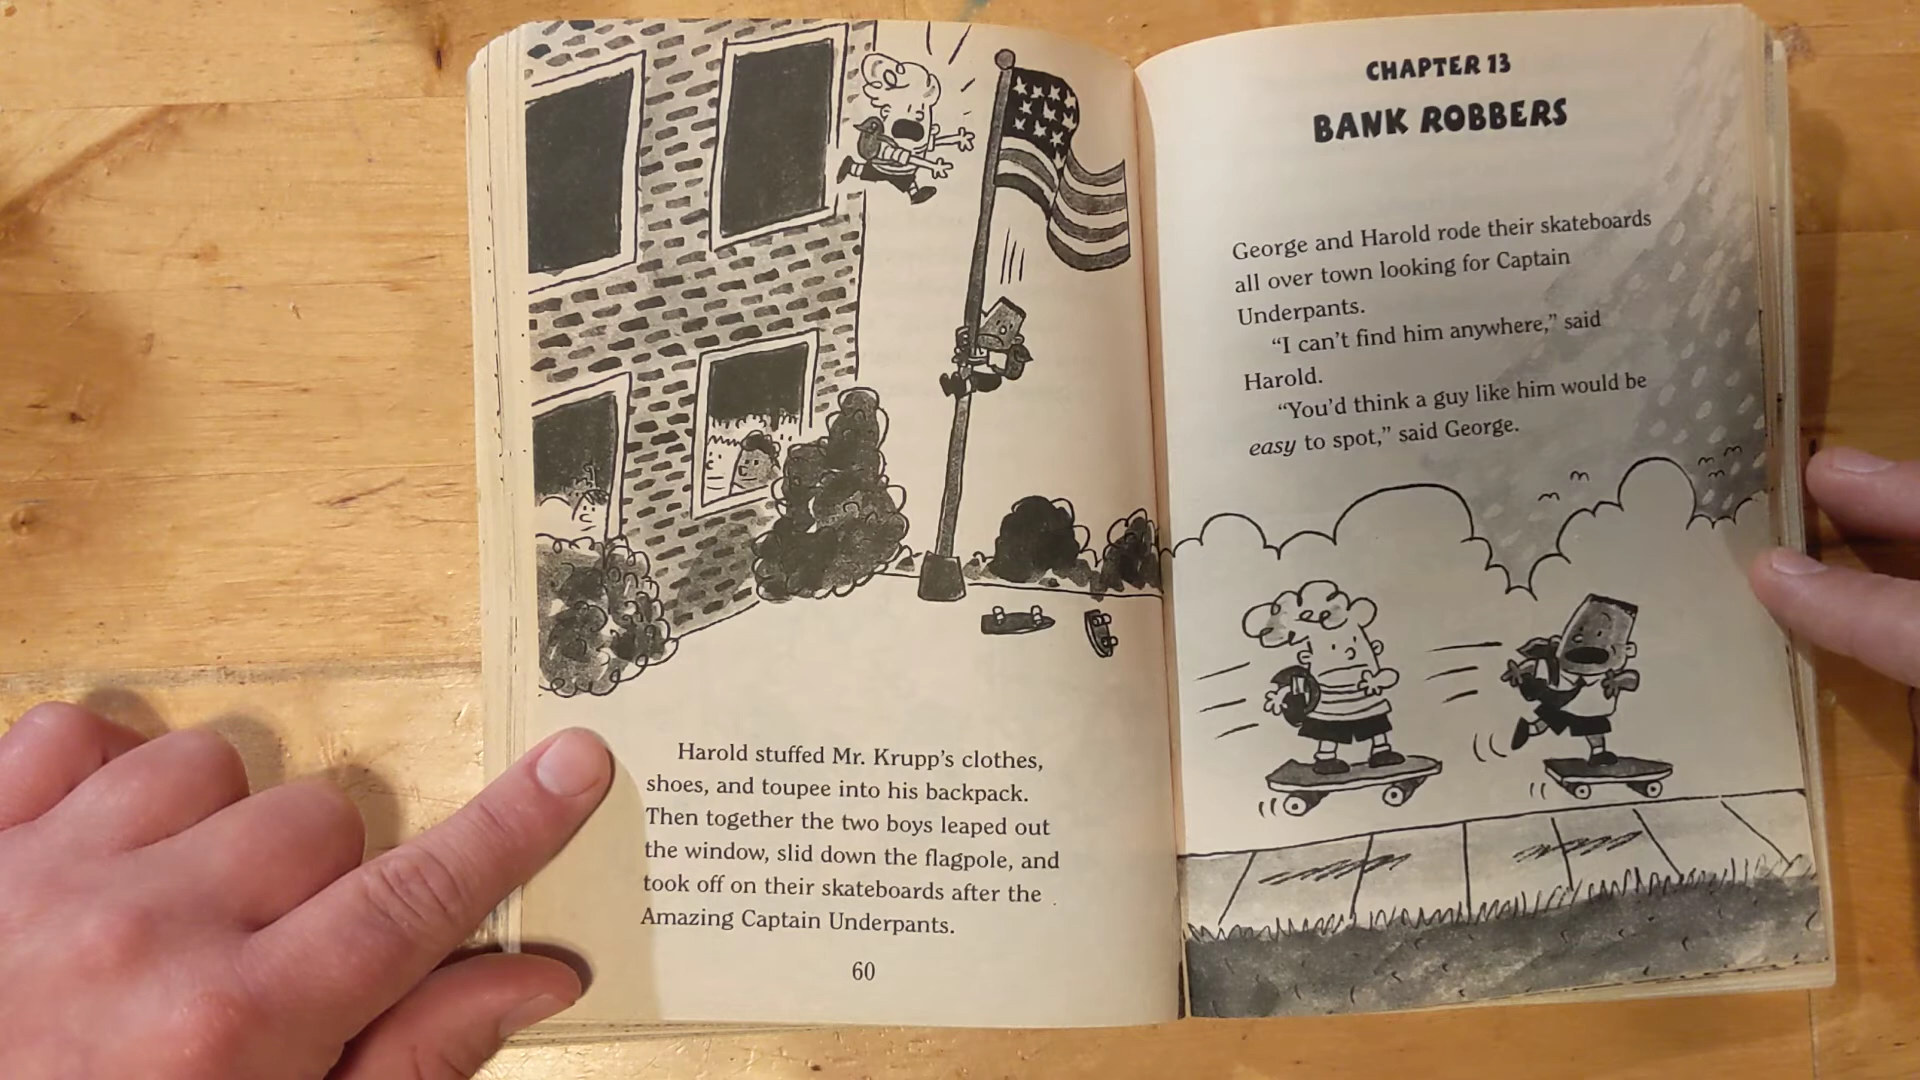 Harold stuffed Mr. Krupp's clothes,
shoes, and toupee into his backpack.
Then together the two boys leaped out
the window, slid down the flagpole, and
took off on their skateboards after the
Amazing Captain Underpants.
60
CHAPTER 13
BANK ROBBERS
George and Harold rode their skateboards
all over town looking for Captain
Underpants.
“I can't find him anywhere,” said
Harold.
“You'd think a guy like him would be
easy to spot,” said George.